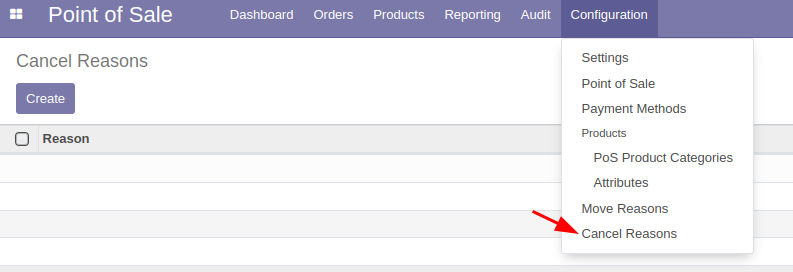 Point of Sale Dashboard Orders Products Reporting Audit Configuration
Cancel Reasons
Create
Reason
Settings
Point of Sale
Payment Methods
Products
PoS Product Categories
Attributes
Move Reasons
Cancel Reasons